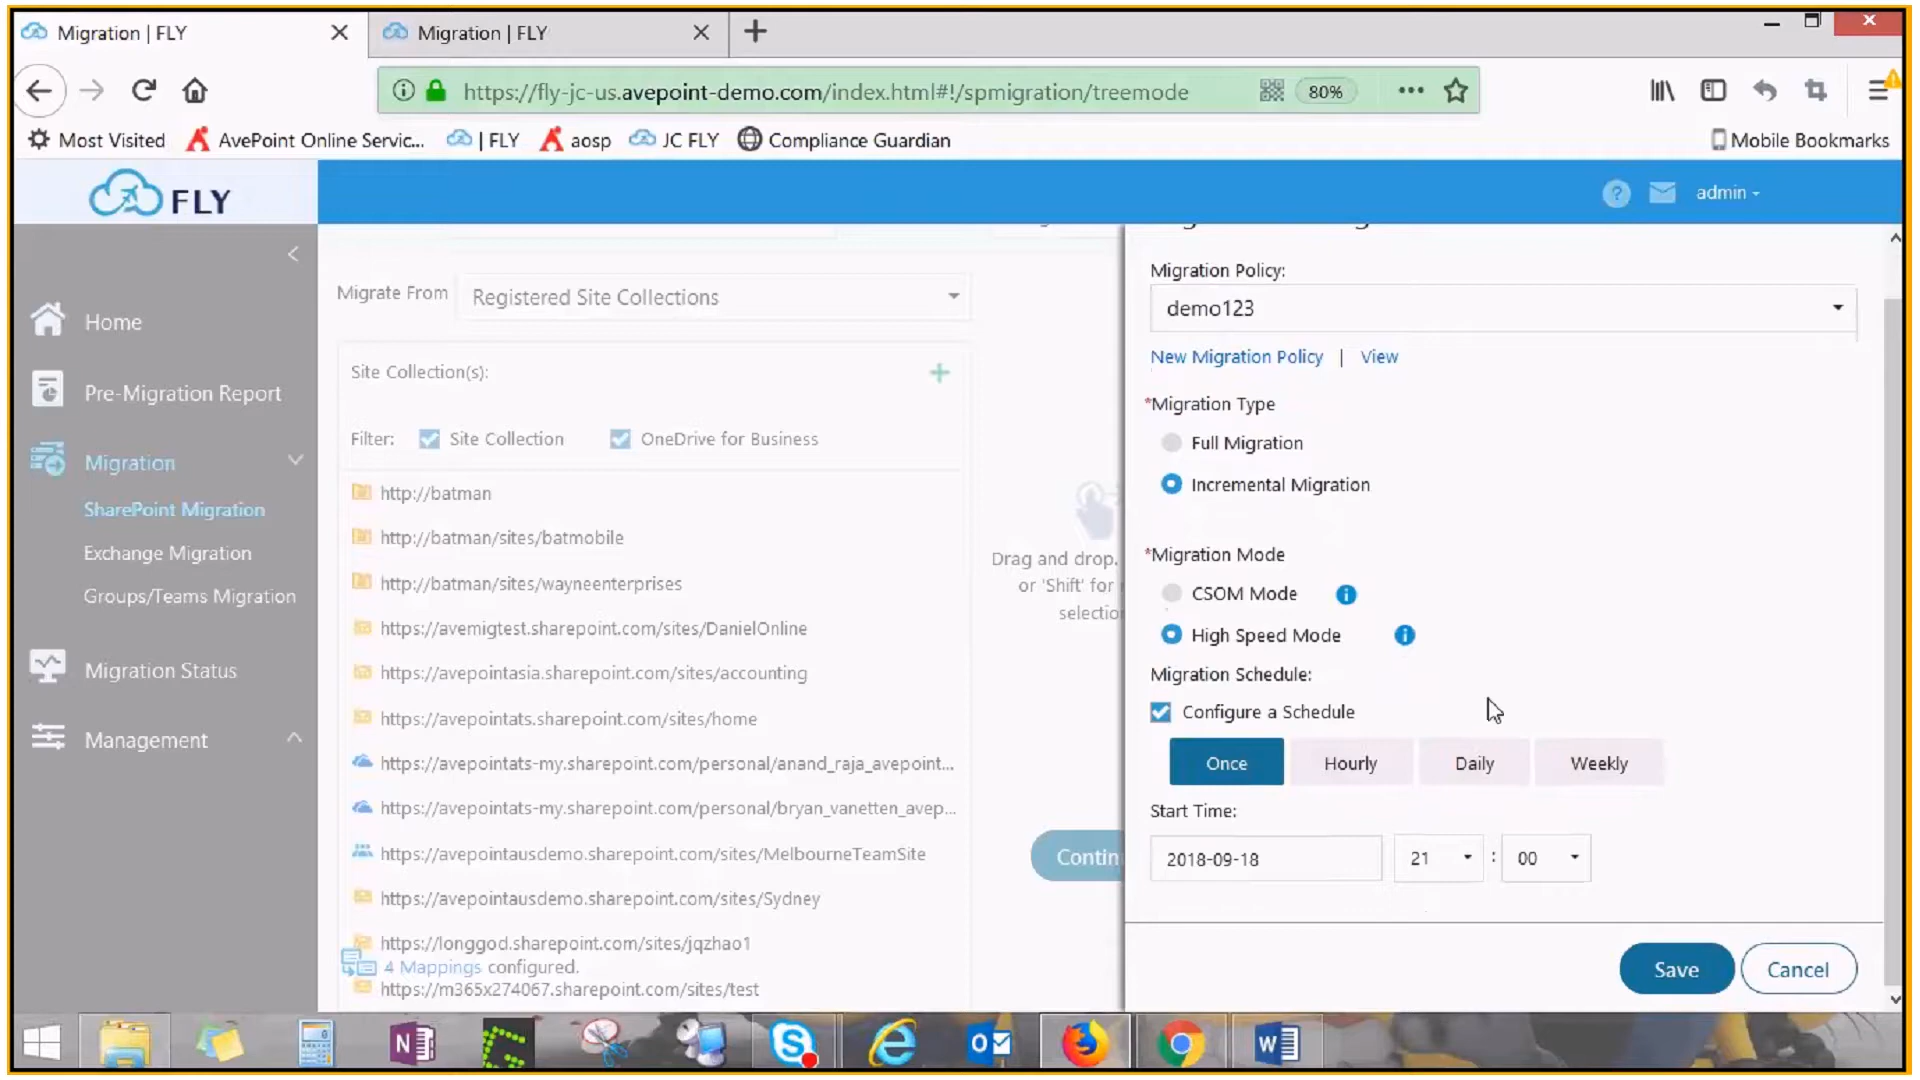 Migration | FLY
Migration | FLY
https://fly-jc-us.avepoint-demo.com/index.html#!/spmigration/treemode
80%
Most Visited
AvePoint Online Servic...
| FLY
aosp
JC FLY
Compliance Guardian
Mobile Bookmarks
FLY
admin
Home
Pre-Migration Report
Migration
SharePoint Migration
Exchange Migration
Groups/Teams Migration
Migration Status
Management
Migrate From
Registered Site Collections
Site Collection(s):
Filter:
Site Collection
OneDrive for Business
http://batman
http://batman/sites/batmobile
http://batman/sites/wayneenterprises
https://avemigtest.sharepoint.com/sites/DanielOnline
https://avepointasia.sharepoint.com/sites/accounting
https://avepointats.sharepoint.com/sites/home
https://avepointats-my.sharepoint.com/personal/anand_raja_avepoint...
https://avepointats-my.sharepoint.com/personal/bryan_vanetten_avep...
https://avepointausdemo.sharepoint.com/sites/MelbourneTeamSite
https://avepointausdemo.sharepoint.com/sites/Sydney
https://longgod.sharepoint.com/sites/jqzhao1
4 Mappings configured.
https://m365x274067.sharepoint.com/sites/test
Drag and drop.
or 'Shift' for
selectio
Contin
Migration Policy:
demo123
New Migration Policy | View
*Migration Type
Full Migration
Incremental Migration
*Migration Mode
CSOM Mode
High Speed Mode
Migration Schedule:
Configure a Schedule
Once
Hourly
Daily
Weekly
Start Time:
2018-09-18
21 : 00
Save
Cancel